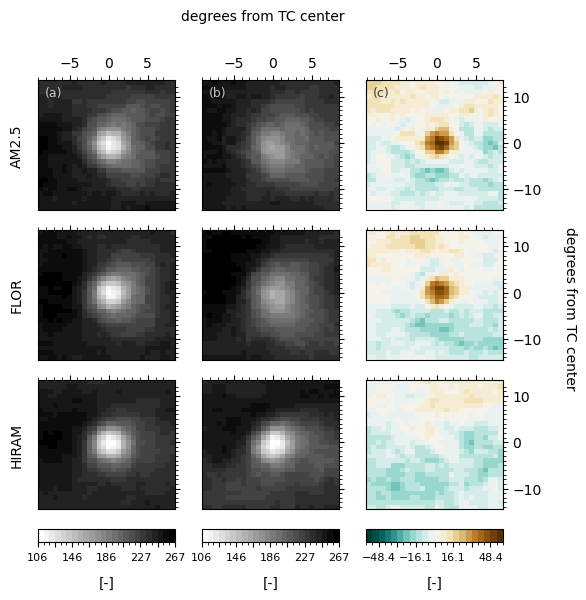 degrees from TC center
−5 0 5 −5 0 5 −5 0 5
(a) (b) (c)
AM2.5
10
0
−10
FLOR
10
0
−10
degrees from TC center
HIRAM
10
0
−10
106 146 186 227 267 106 146 186 227 267 −48.4 −16.1 16.1 48.4
[-] [-] [-]